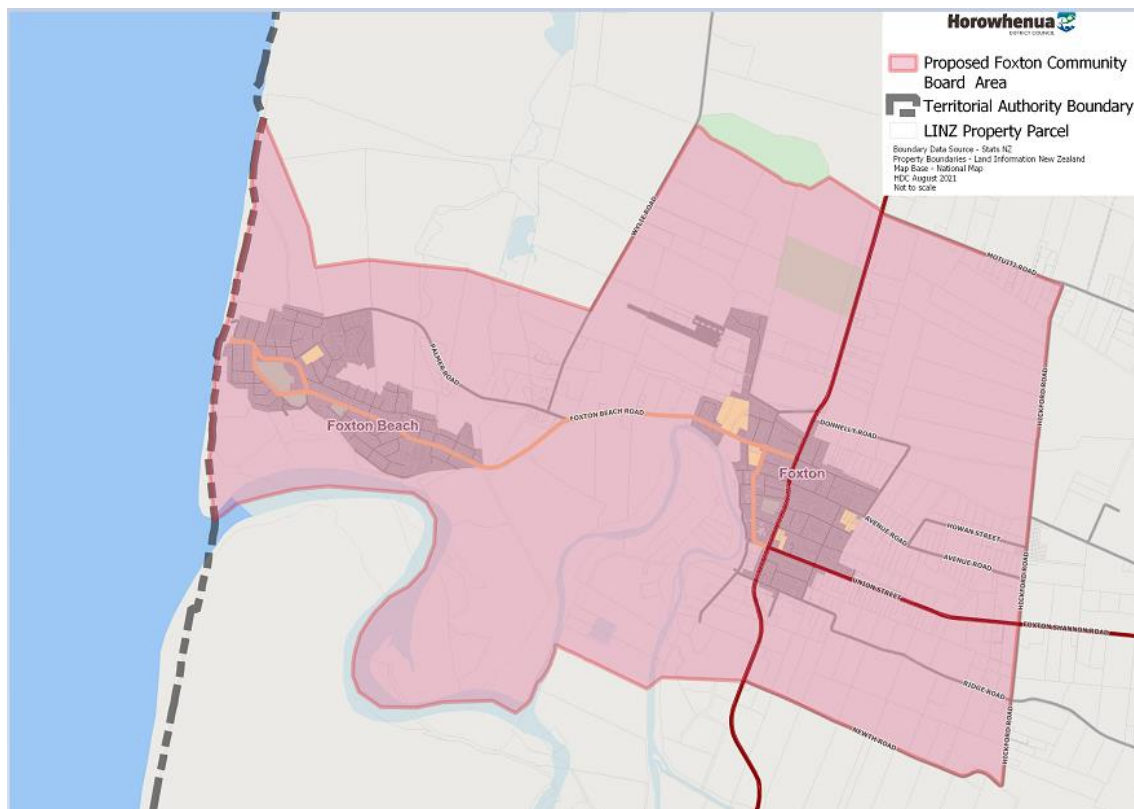 Horowhenua
DISTRICT COUNCIL
Proposed Foxton Community
Board Area
Territorial Authority Boundary
LINZ Property Parcel
Boundary Data Source - Stats NZ
Property Boundaries - Land Information New Zealand
Map Base - National Map
HDC August 2021
Not to scale
WYLIE ROAD
MOTUITI ROAD
PALMER ROAD
HICKFORD ROAD
FOXTON BEACH ROAD
Foxton Beach
DONNELLY ROAD
Foxton
AVENUE ROAD
HOWAN STREET
AVENUE ROAD
UNION STREET
HICKFORD ROAD
FOXTON SHANNON ROAD
RIDGE ROAD
NEWTH ROAD
HICKFORD ROAD